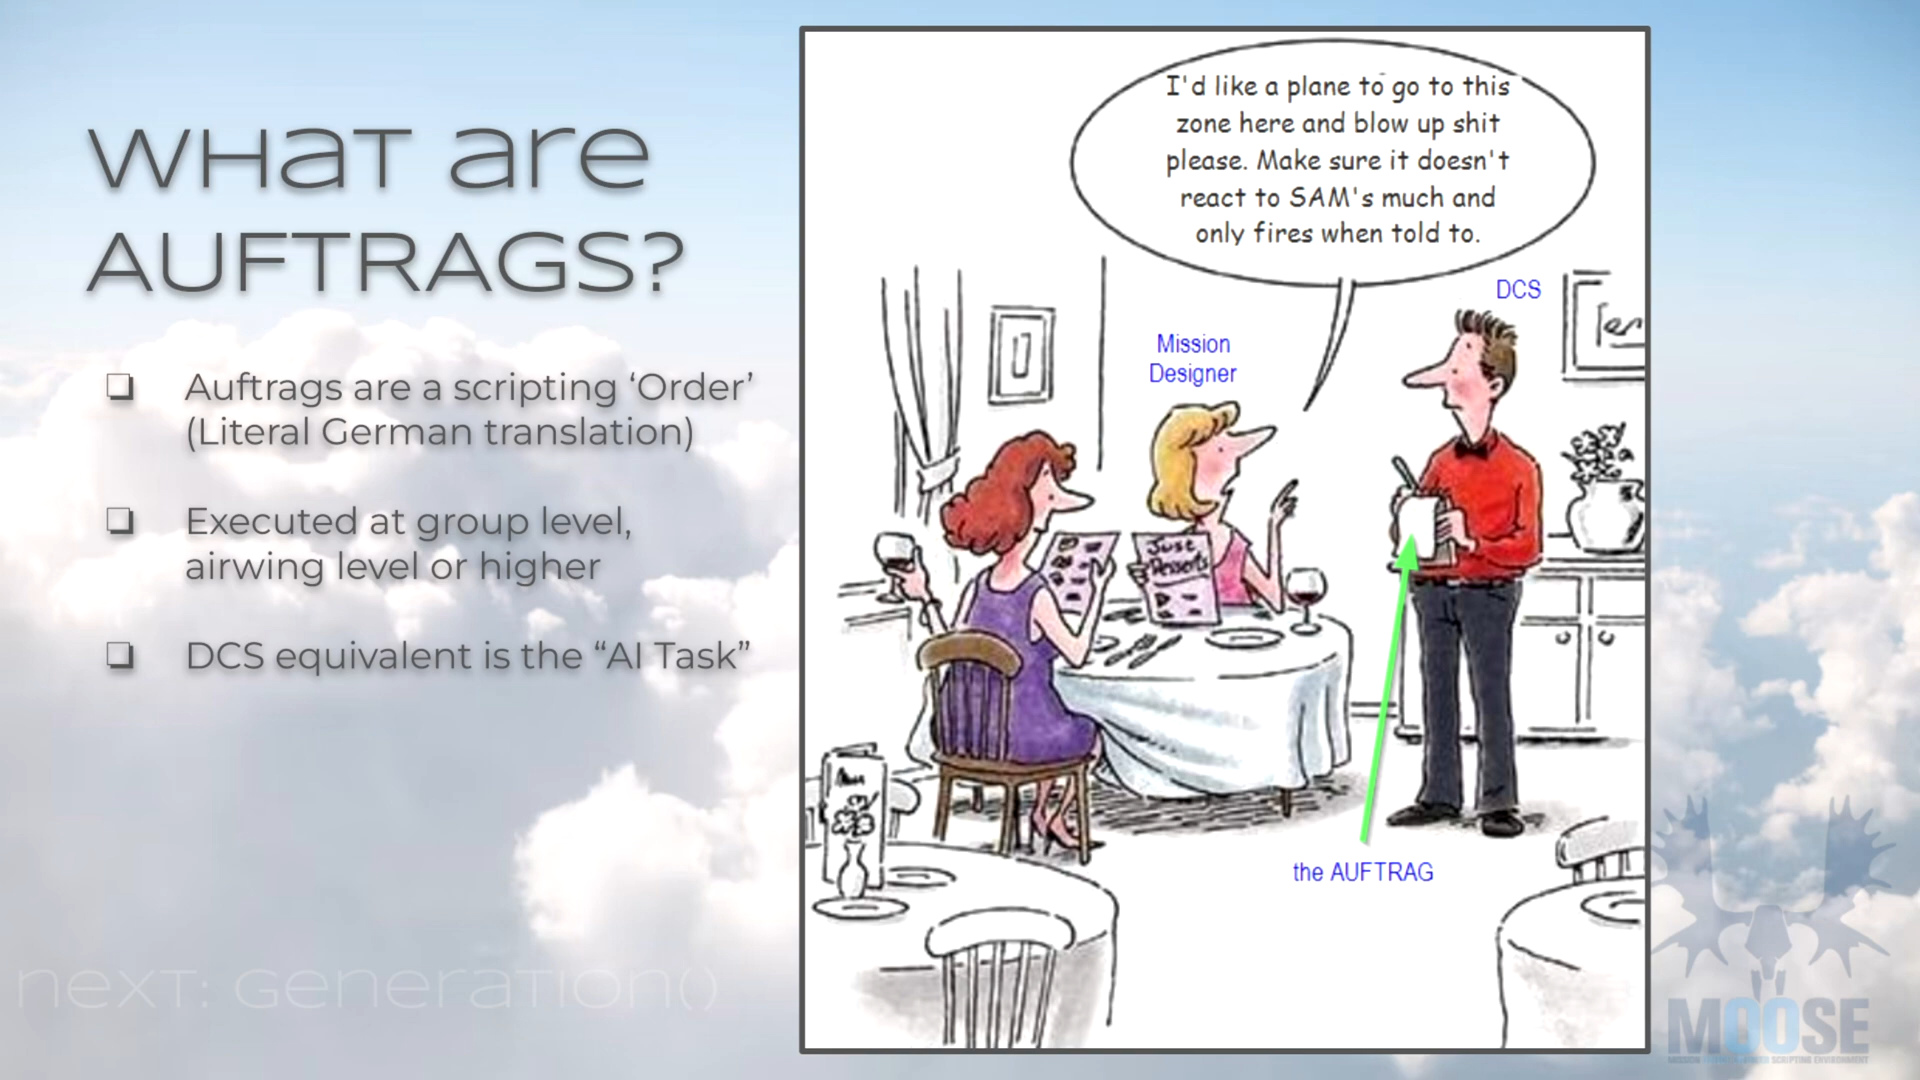 WHaT are
AUFTRAGS?
Auftrags are a scripting ‘Order’
(Literal German translation)
Executed at group level,
airwing level or higher
DCS equivalent is the “AI Task”
neXT: GeneraTion()
I'd like a plane to go to this
zone here and blow up shit
please. Make sure it doesn't
react to SAM's much and
only fires when told to.
DCS
Mission
Designer
Just
Desserts
the AUFTRAG
MOOSE